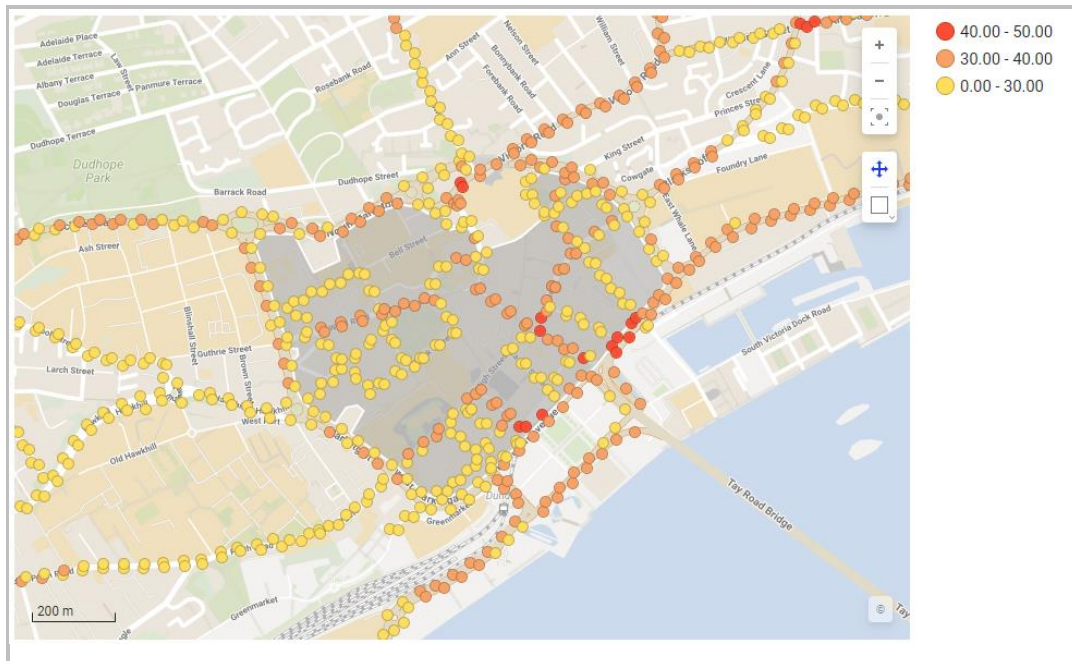 Adelaide Place
Adelaide Terrace
Albany Terrace
Panmure Terrace
Douglas Terrace
Law Street
Dudhope Terrace
Dudhope
Park
Rosebank Road
Ann Street
Nelson Street
Bonnybank Road
Forebank Road
William Street
Crescent Lane
Princes Stre
King Street
Cowgate
Foundry Lane
East Whale Lane
Dudhope Street
Barrack Road
Bell Street
Ash Street
Blinshall Street
Guthrie Street
Larch Street
Brown Street
West Port
Old Hawkhill
South Victoria Dock Road
Tay Road Bridge
Tay
Greenmarket
Greenmarket
200 m
+
−
©
40.00 - 50.00
30.00 - 40.00
0.00 - 30.00